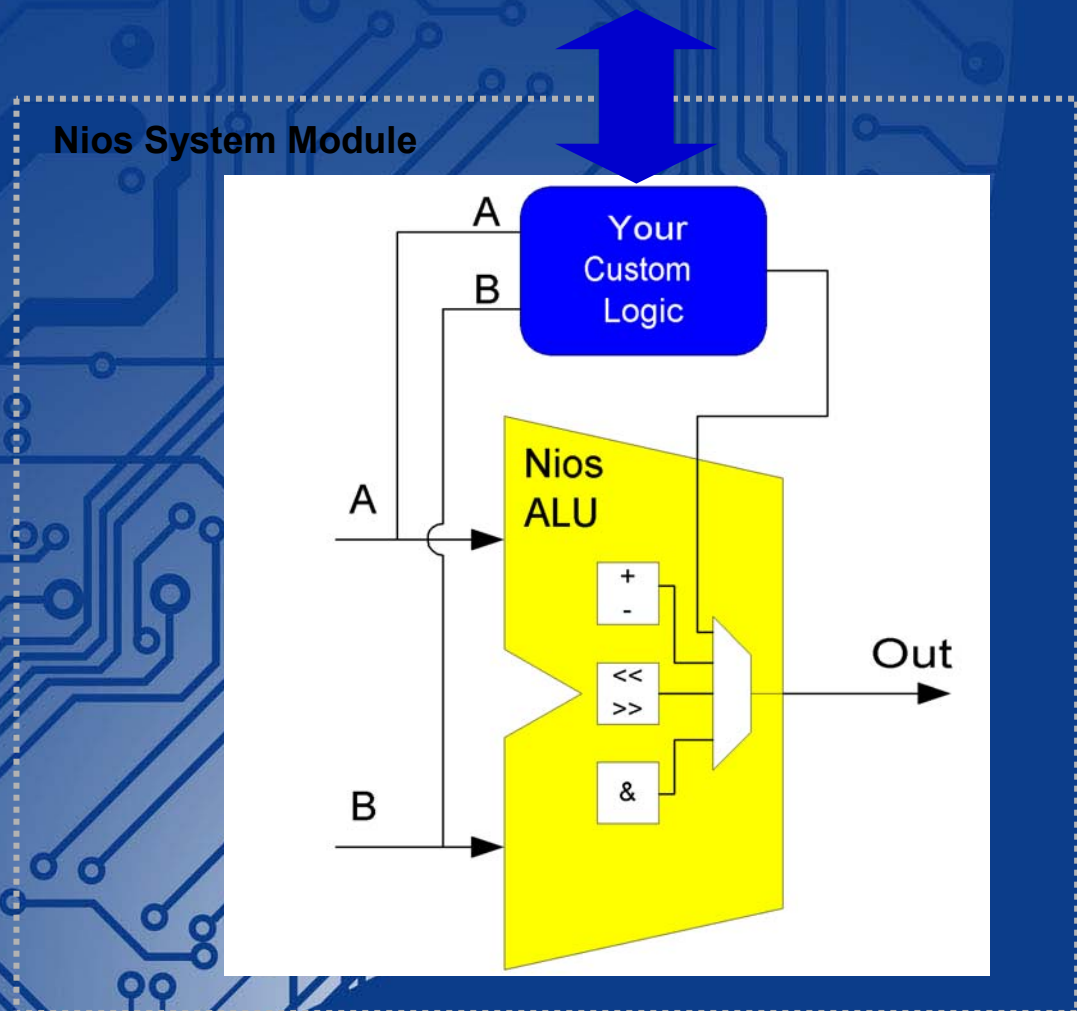 Nios System Module
A
Your
Custom
B
Logic
Nios
ALU
A
+
-
Out
<<
>>
&
B